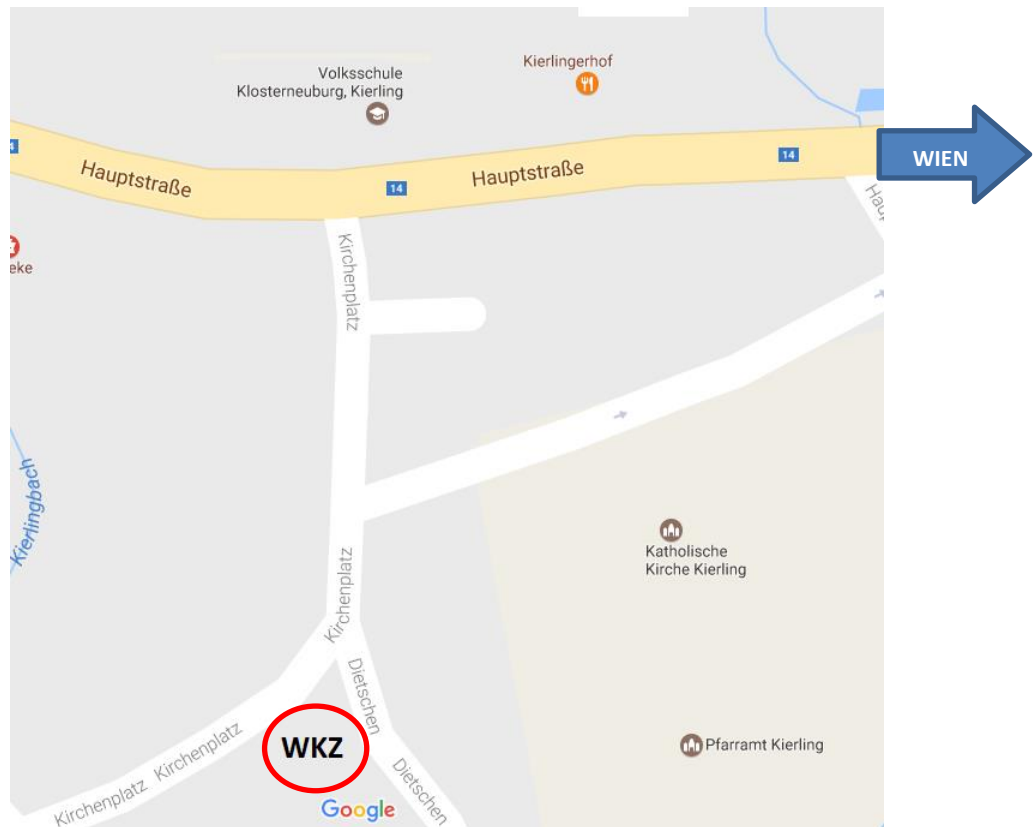 Kierlingerhof
Volksschule
Klosterneuburg, Kierling
WIEN
14
Hauptstraße
Hauptstraße
14
Kirchenplatz
eke
Kierlingbach
Katholische
Kirche Kierling
Kirchenplatz
Dietschen
WKZ
Pfarramt Kierling
Kirchenplatz
Kirchenplatz
Dietschen
Google